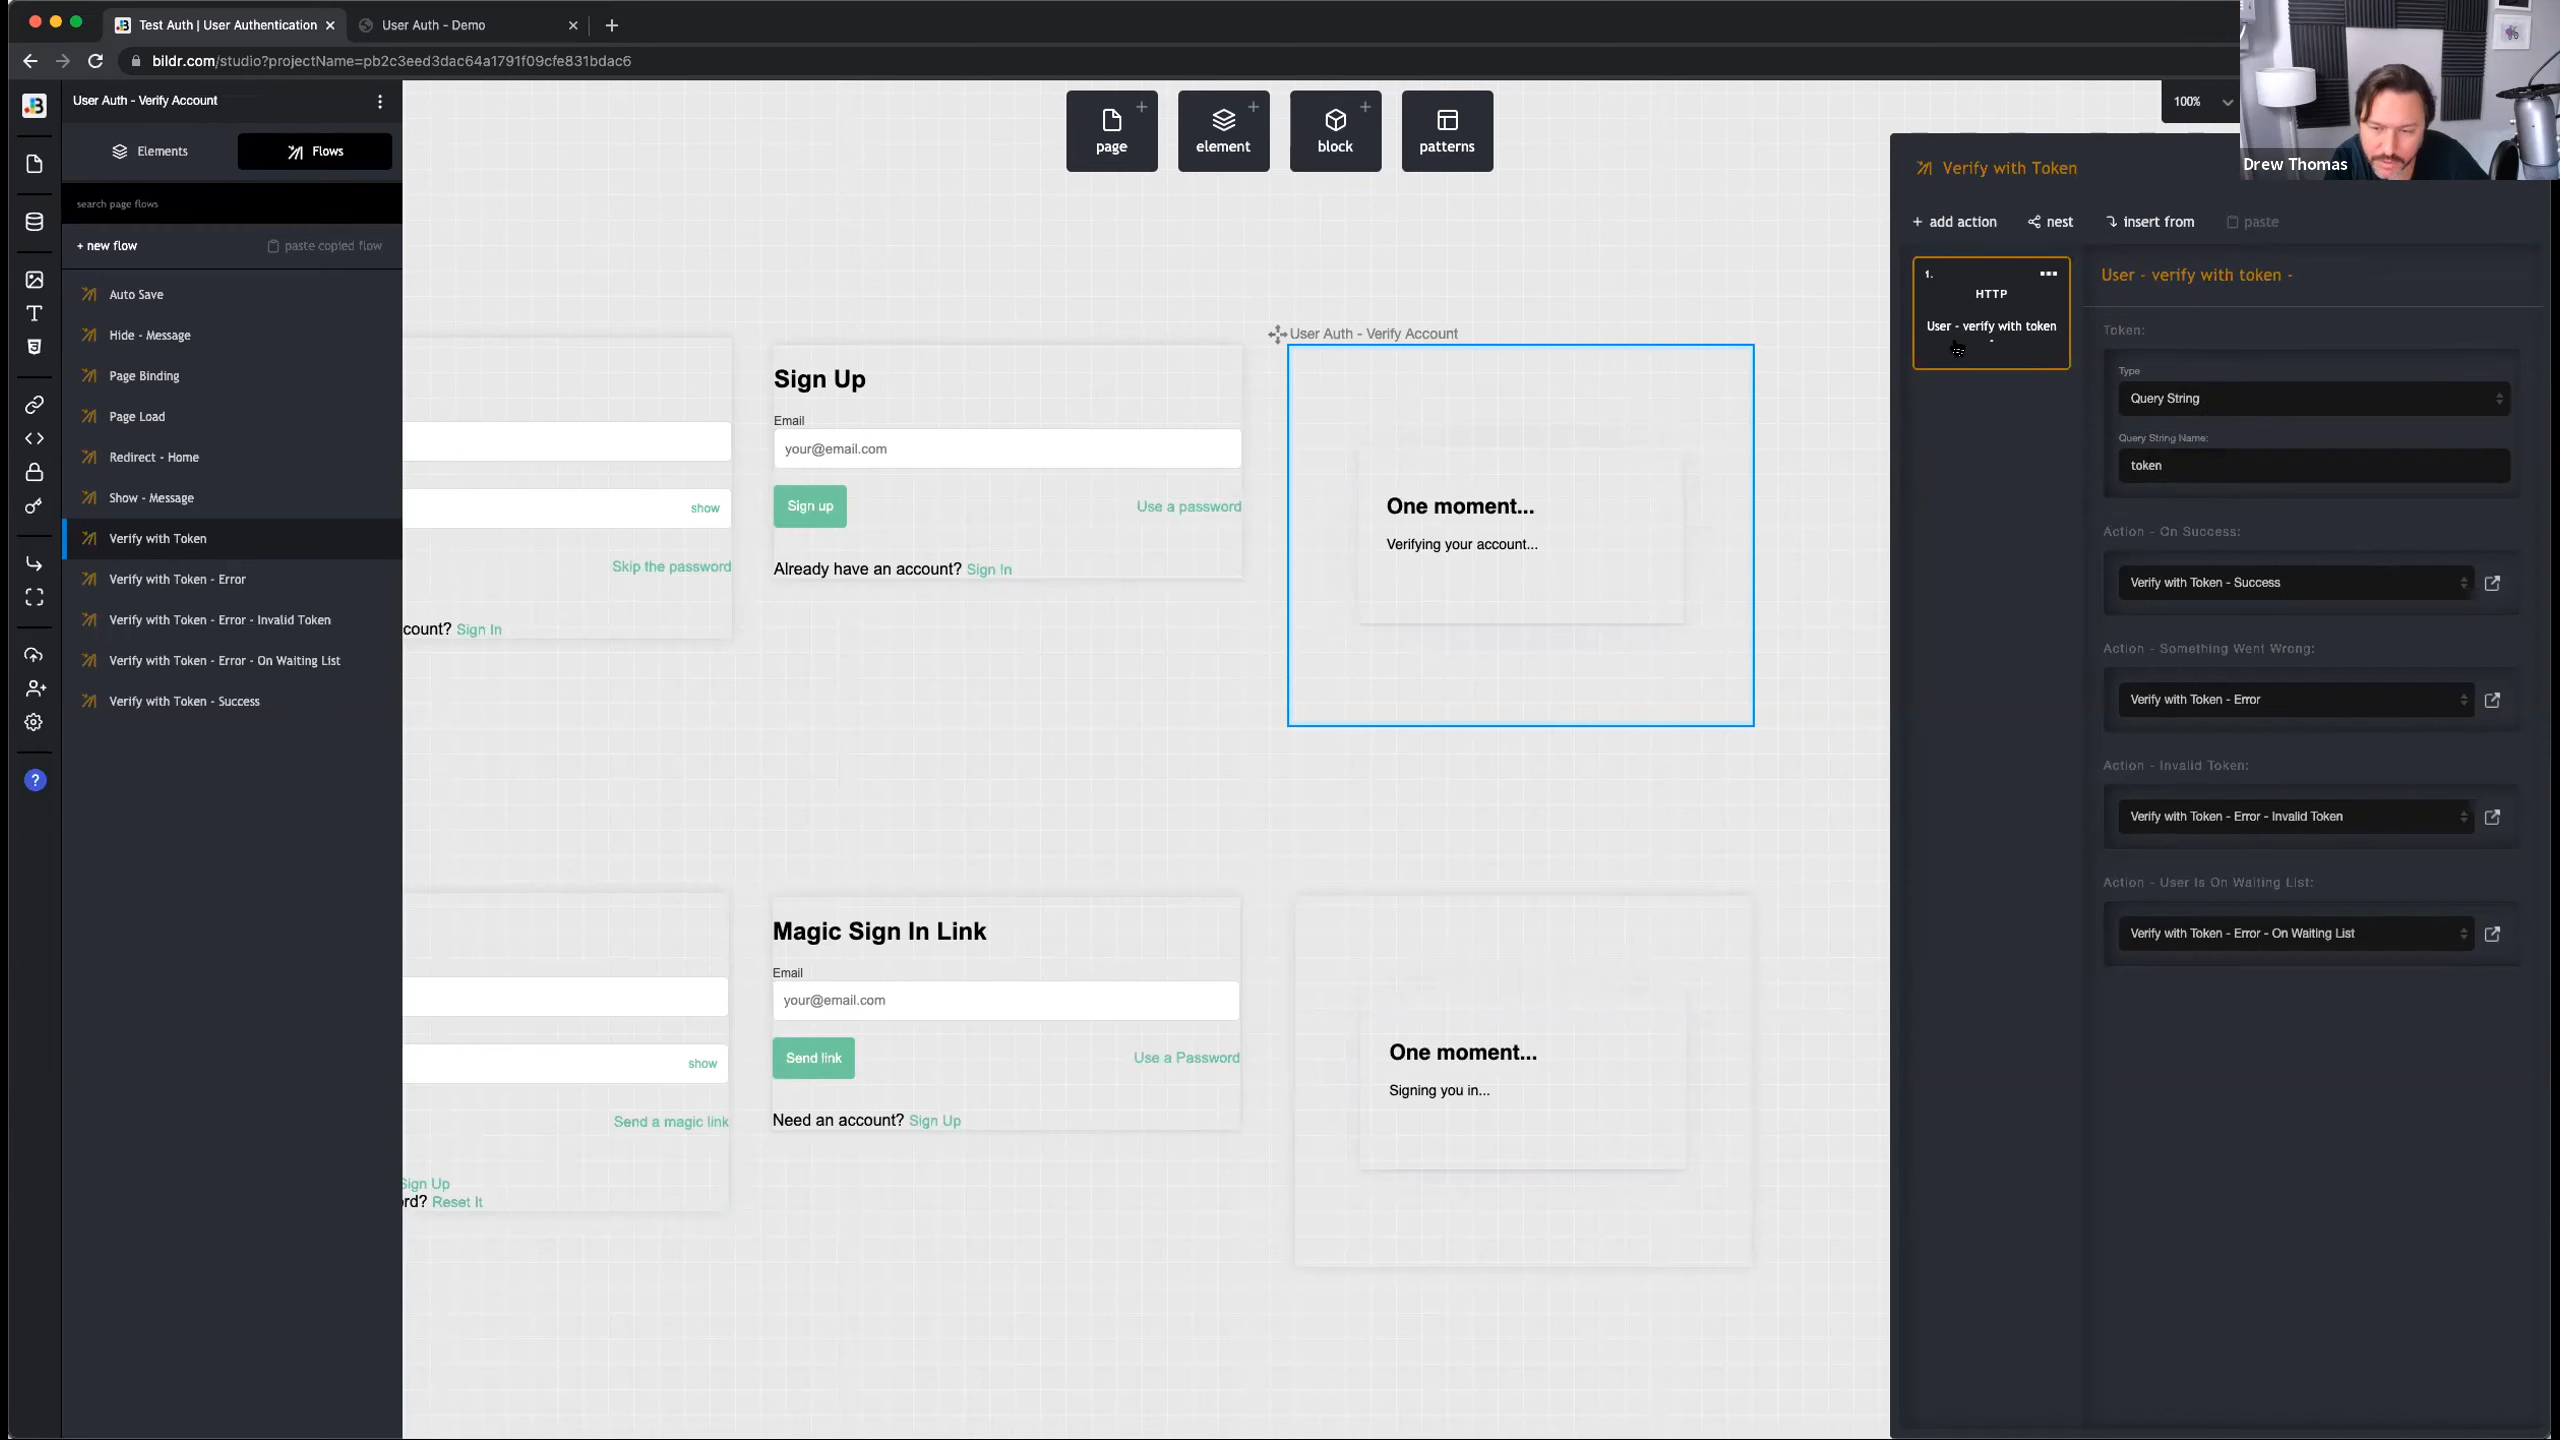 Test Auth | User Authentication
User Auth - Demo
bildr.com/studio?projectName=pb2c3eed3dac64a1791f09cfe831bdac6
User Auth - Verify Account
Elements
Flows
search page flows
+ new flow
paste copied flow
Auto Save
Hide - Message
Page Binding
Page Load
Redirect - Home
Show - Message
Verify with Token
Verify with Token - Error
Verify with Token - Error - Invalid Token
Verify with Token - Error - On Waiting List
Verify with Token - Success
?
page
element
block
patterns
100%
show
Skip the password
count? Sign In
Sign Up
Email
your@email.com
Sign up
Use a password
Already have an account? Sign In
User Auth - Verify Account
One moment...
Verifying your account...
show
Send a magic link
Sign Up
ord? Reset It
Magic Sign In Link
Email
your@email.com
Send link
Use a Password
Need an account? Sign Up
One moment...
Signing you in...
Drew Thomas
Verify with Token
+ add action
nest
insert from
paste
1.
HTTP
User - verify with token
-
User - verify with token -
Token:
Type
Query String
Query String Name:
token
Action - On Success:
Verify with Token - Success
Action - Something Went Wrong:
Verify with Token - Error
Action - Invalid Token:
Verify with Token - Error - Invalid Token
Action - User Is On Waiting List:
Verify with Token - Error - On Waiting List